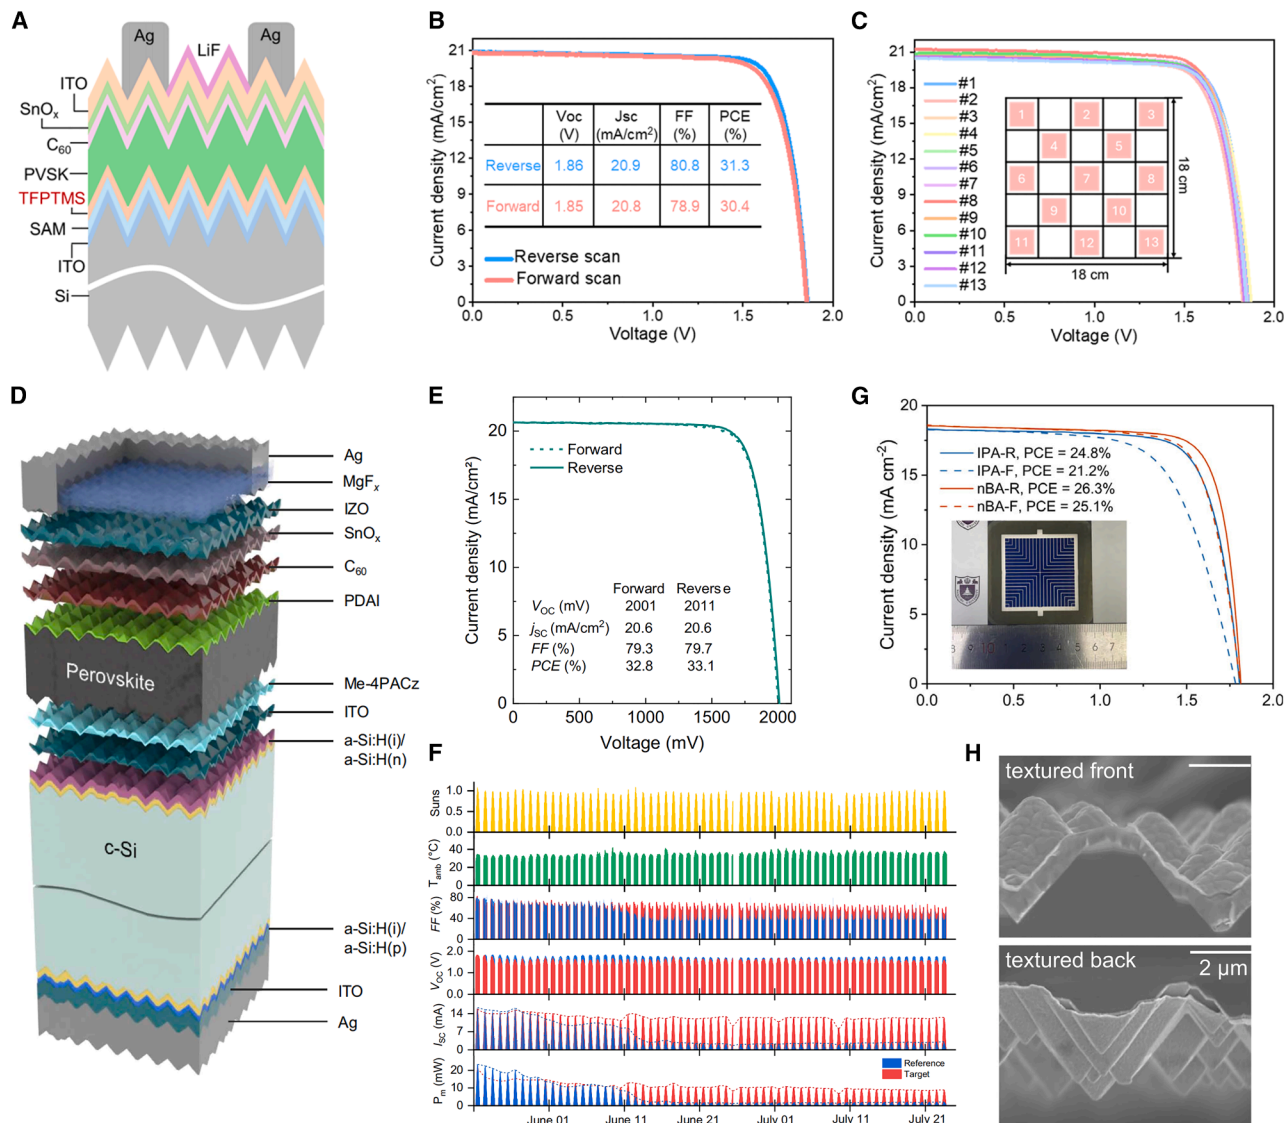 A
Ag
LiF
Ag
ITO
SnOx
C60
PVSK
TFPTMS
SAM
ITO
Si
B
Current density (mA/cm²)
21
18
15
12
9
6
3
0
Voc (V) Jsc (mA/cm²) FF (%) PCE (%)
Reverse 1.86 20.9 80.8 31.3
Forward 1.85 20.8 78.9 30.4
Reverse scan
Forward scan
0.0 0.5 1.0 1.5 2.0
Voltage (V)
C
Current density (mA/cm²)
21
18
15
12
9
6
3
0
#1
#2
#3
#4
#5
#6
#7
#8
#9
#10
#11
#12
#13
1 2 3
4 5
6 7 8
9 10
11 12 13
18 cm
18 cm
0.0 0.5 1.0 1.5 2.0
Voltage (V)
D
Ag
MgFx
IZO
SnOx
C60
PDAI
Perovskite
Me-4PACz
ITO
a-Si:H(i)/
a-Si:H(n)
c-Si
a-Si:H(i)/
a-Si:H(p)
ITO
Ag
E
Current density (mA/cm²)
20
15
10
5
0
Forward
Reverse
Forward Reverse
VOC (mV) 2001 2011
jSC (mA/cm²) 20.6 20.6
FF (%) 79.3 79.7
PCE (%) 32.8 33.1
0 500 1000 1500 2000
Voltage (mV)
F
Suns
1.0
0.5
0.0
Tamb (°C)
40
20
0
FF (%)
80
40
0
VOC (V)
2.0
1.0
0.0
ISC (mA)
14
7
0
Pm (mW)
20
10
0
Reference
Target
June 01 June 11 June 21 July 01 July 11 July 21
G
Current density (mA cm-2)
20
15
10
5
0
IPA-R, PCE = 24.8%
IPA-F, PCE = 21.2%
nBA-R, PCE = 26.3%
nBA-F, PCE = 25.1%
0.0 0.5 1.0 1.5 2.0
Voltage (V)
H
textured front
textured back
2 μm